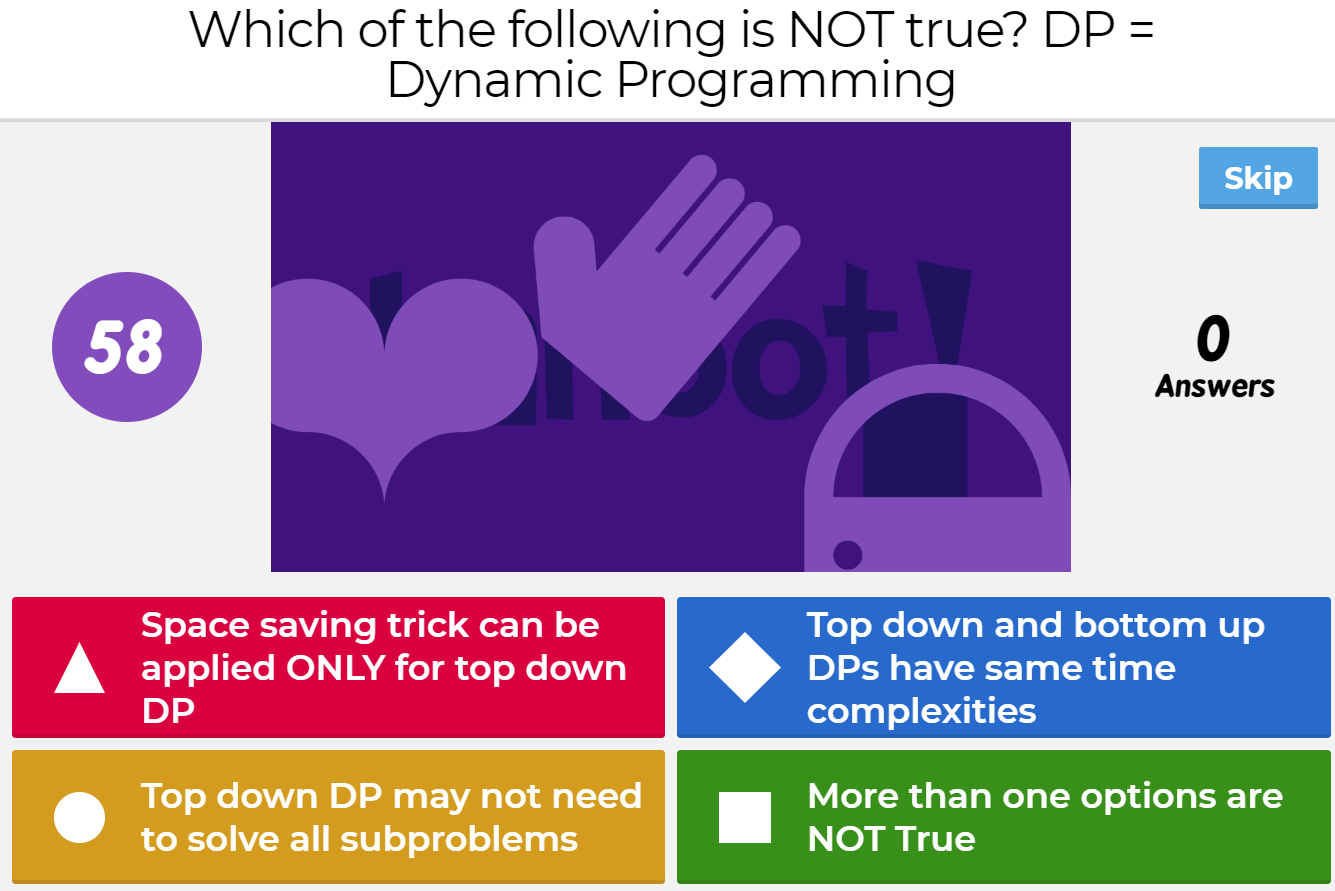 Which of the following is NOT true? DP =
Dynamic Programming
Skip
58
0
Answers
Space saving trick can be
applied ONLY for top down
DP
Top down and bottom up
DPs have same time
complexities
Top down DP may not need
to solve all subproblems
More than one options are
NOT True